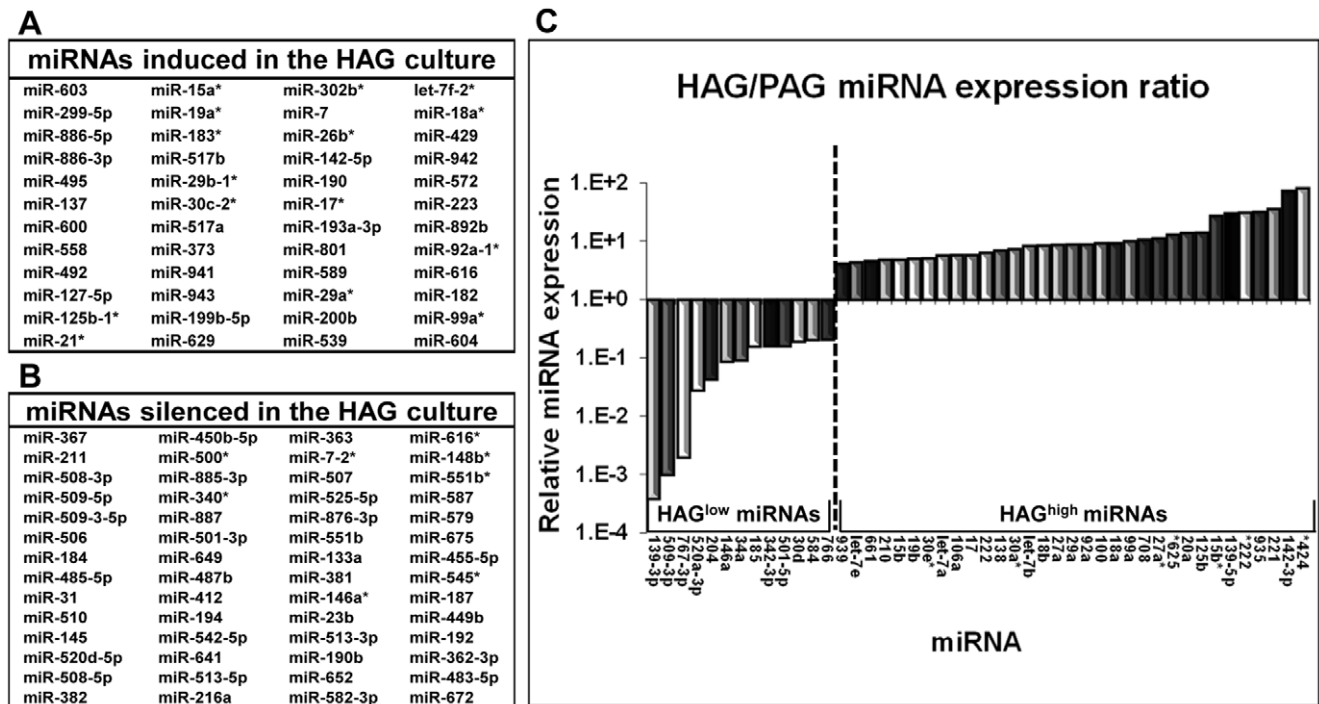 A
miRNAs induced in the HAG culture
miR-603 miR-15a* miR-302b* let-7f-2*
miR-299-5p miR-19a* miR-7 miR-18a*
miR-886-5p miR-183* miR-26b* miR-429
miR-886-3p miR-517b miR-142-5p miR-942
miR-495 miR-29b-1* miR-190 miR-572
miR-137 miR-30c-2* miR-17* miR-223
miR-600 miR-517a miR-193a-3p miR-892b
miR-558 miR-373 miR-801 miR-92a-1*
miR-492 miR-941 miR-589 miR-616
miR-127-5p miR-943 miR-29a* miR-182
miR-125b-1* miR-199b-5p miR-200b miR-99a*
miR-21* miR-629 miR-539 miR-604
B
miRNAs silenced in the HAG culture
miR-367 miR-450b-5p miR-363 miR-616*
miR-211 miR-500* miR-7-2* miR-148b*
miR-508-3p miR-885-3p miR-507 miR-551b*
miR-509-5p miR-340* miR-525-5p miR-587
miR-509-3-5p miR-887 miR-876-3p miR-579
miR-506 miR-501-3p miR-551b miR-675
miR-184 miR-649 miR-133a miR-455-5p
miR-485-5p miR-487b miR-381 miR-545*
miR-31 miR-412 miR-146a* miR-187
miR-510 miR-194 miR-23b miR-449b
miR-145 miR-542-5p miR-513-3p miR-192
miR-520d-5p miR-641 miR-190b miR-362-3p
miR-508-5p miR-513-5p miR-652 miR-483-5p
miR-382 miR-216a miR-582-3p miR-672
C
HAG/PAG miRNA expression ratio
Relative miRNA expression
1.E+2
1.E+1
1.E+0
1.E-1
1.E-2
1.E-3
1.E-4
HAGlow miRNAs
HAGhigh miRNAs
139-3p
509-3p
767-3p
520a-3p
204
146a
34a
185
342-3p
501-5p
30d
584
766
939
let-7e
661
210
15b
19b
30e*
let-7a
106a
17
222
138
30a*
let-7b
18b
27a
29a
92a
100
18a
99a
708
27a*
*625
20a
125b
15b*
139-5p
*222
935
221
142-3p
*424
miRNA